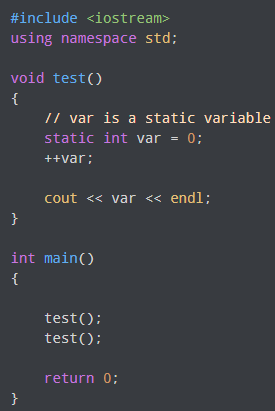 #include <iostream>
using namespace std;
void test()
{
    // var is a static variable
    static int var = 0;
    ++var;
    cout << var << endl;
}
int main()
{
    test();
    test();
    return 0;
}